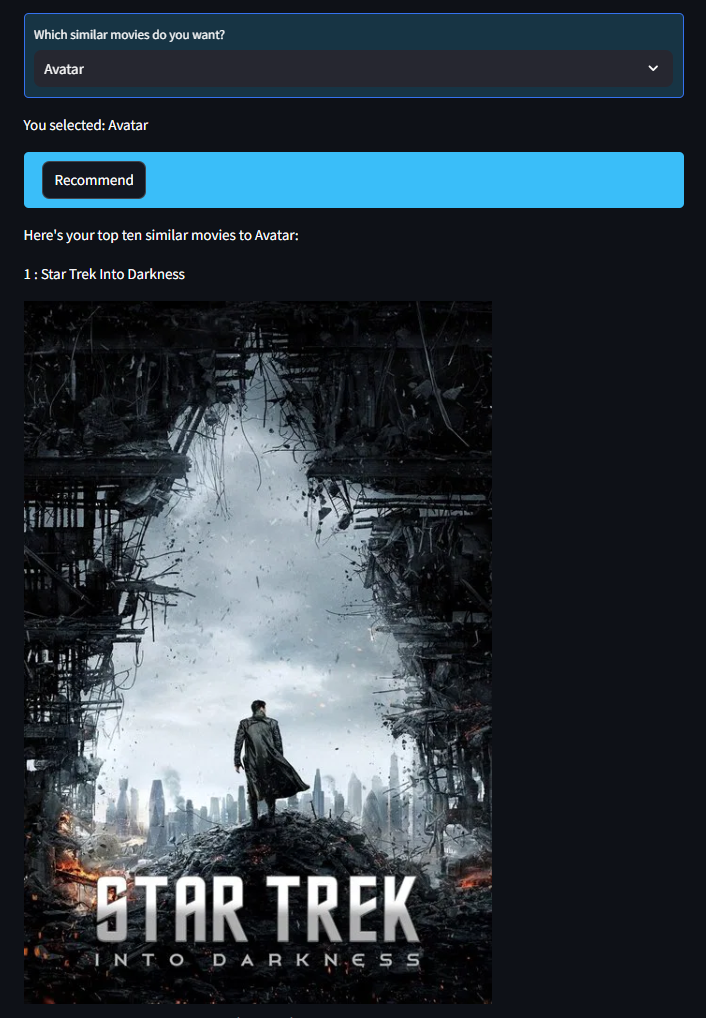 Which similar movies do you want?
Avatar
You selected: Avatar
Recommend
Here's your top ten similar movies to Avatar:
1 : Star Trek Into Darkness
STAR TREK
INTO DARKNESS